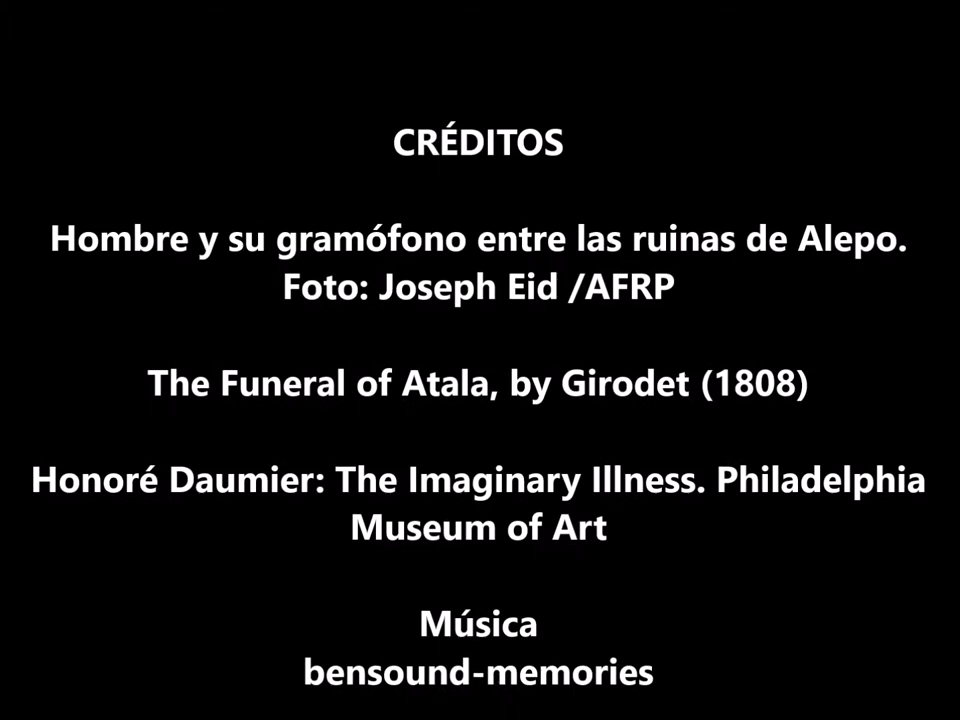 CRÉDITOS
Hombre y su gramófono entre las ruinas de Alepo.
Foto: Joseph Eid /AFRP
The Funeral of Atala, by Girodet (1808)
Honoré Daumier: The Imaginary Illness. Philadelphia
Museum of Art
Música
bensound-memories